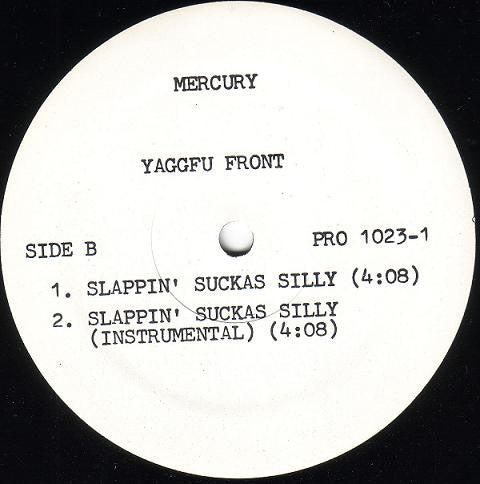 MERCURY
YAGGFU FRONT
SIDE B
PRO 1023-1
1. SLAPPIN' SUCKAS SILLY (4:08)
2. SLAPPIN' SUCKAS SILLY
(INSTRUMENTAL) (4:08)